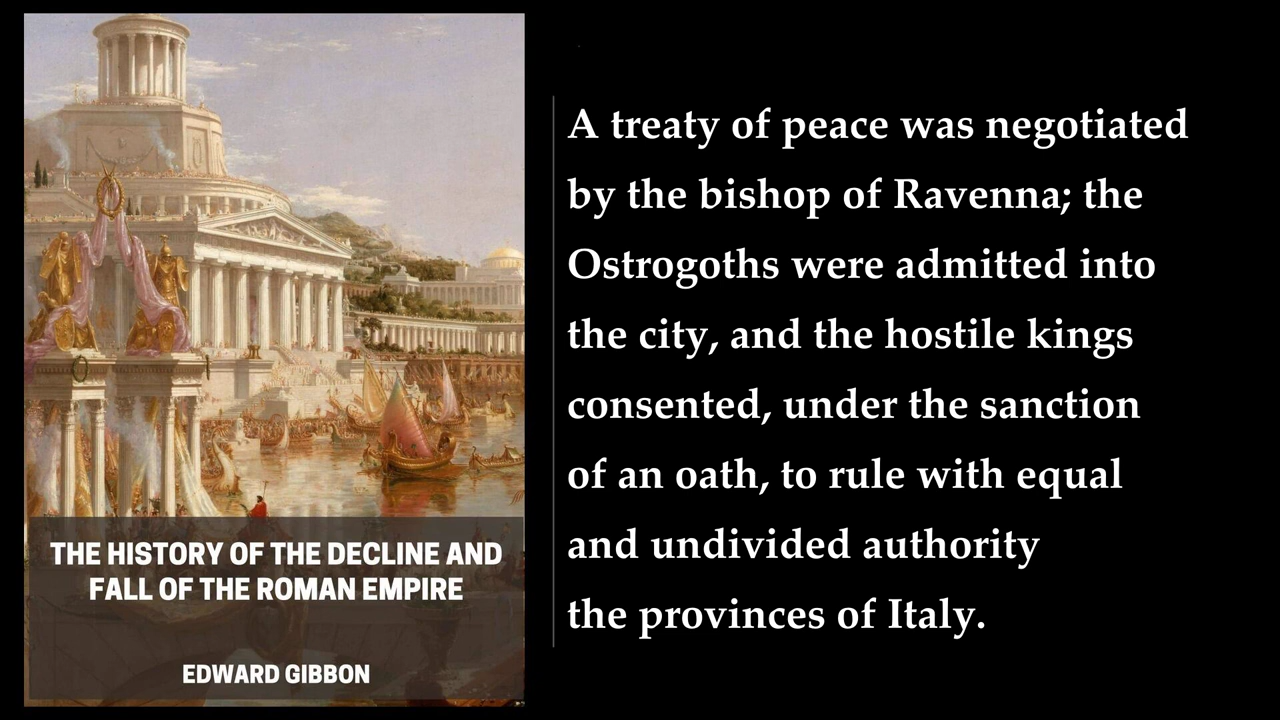 THE HISTORY OF THE DECLINE AND
FALL OF THE ROMAN EMPIRE
EDWARD GIBBON
A treaty of peace was negotiated
by the bishop of Ravenna; the
Ostrogoths were admitted into
the city, and the hostile kings
consented, under the sanction
of an oath, to rule with equal
and undivided authority
the provinces of Italy.